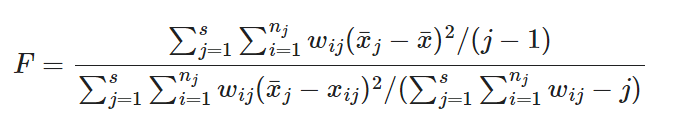 F = \frac{\sum_{j=1}^{s} \sum_{i=1}^{n_j} w_{ij} (\bar{x}_j - \bar{x})^2 / (j - 1)}{\sum_{j=1}^{s} \sum_{i=1}^{n_j} w_{ij} (\bar{x}_j - x_{ij})^2 / (\sum_{j=1}^{s} \sum_{i=1}^{n_j} w_{ij} - j)}